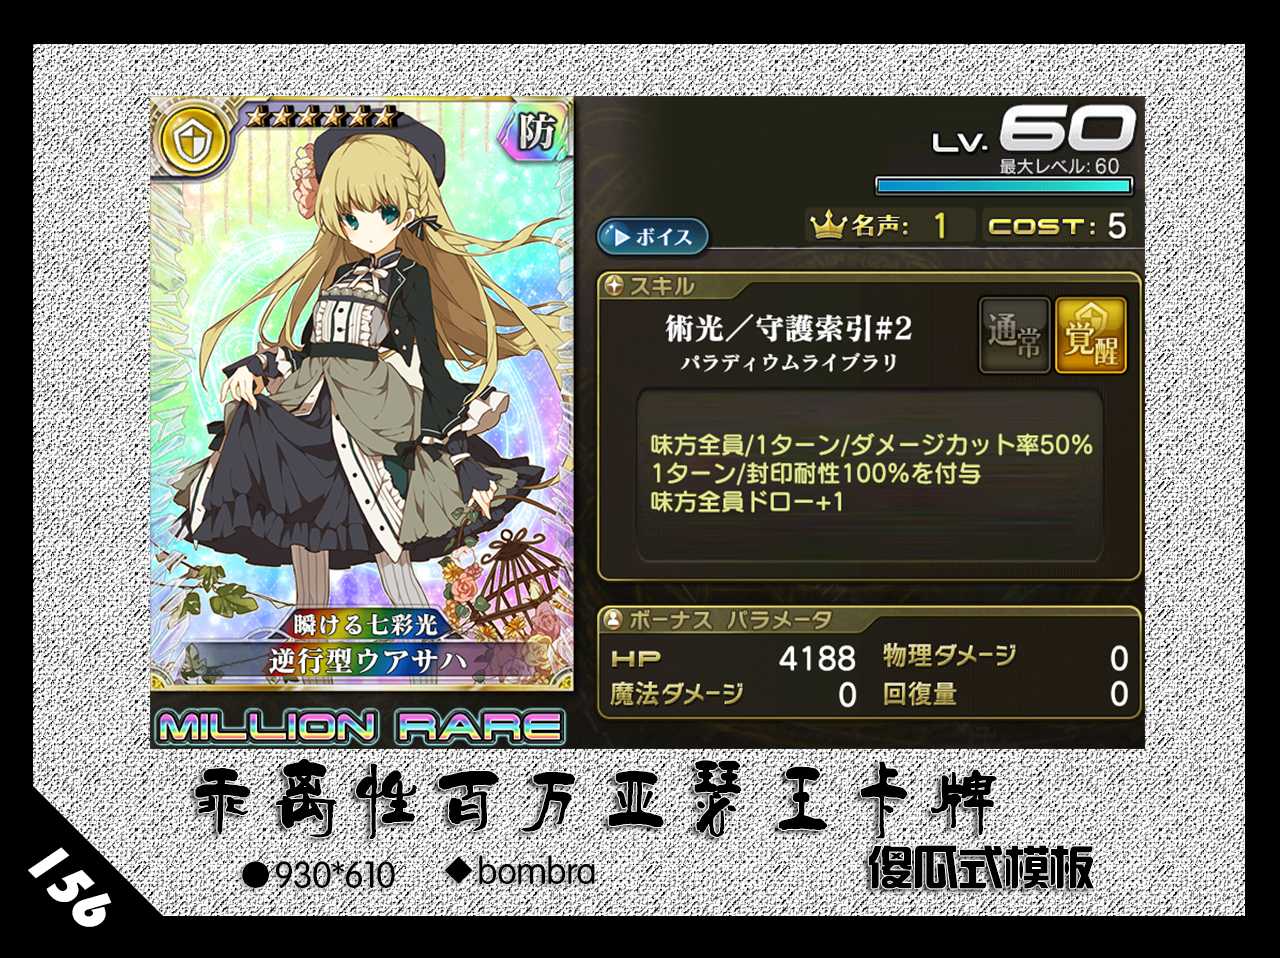 防
LV. 60
最大レベル: 60
名声: 1
COST: 5
ボイス
スキル
術光／守護索引#2
パラディウムライブラリ
通常
覚醒
味方全員/1ターン/ダメージカット率50%
1ターン/封印耐性100%を付与
味方全員ドロー+1
瞬ける七彩光
逆行型ウアサハ
MILLION RARE
ボーナス パラメータ
HP 4188 物理ダメージ 0
魔法ダメージ 0 回復量 0
乖离性百万亚瑟王卡牌
●930*610 ◆bombra
傻瓜式模板
156